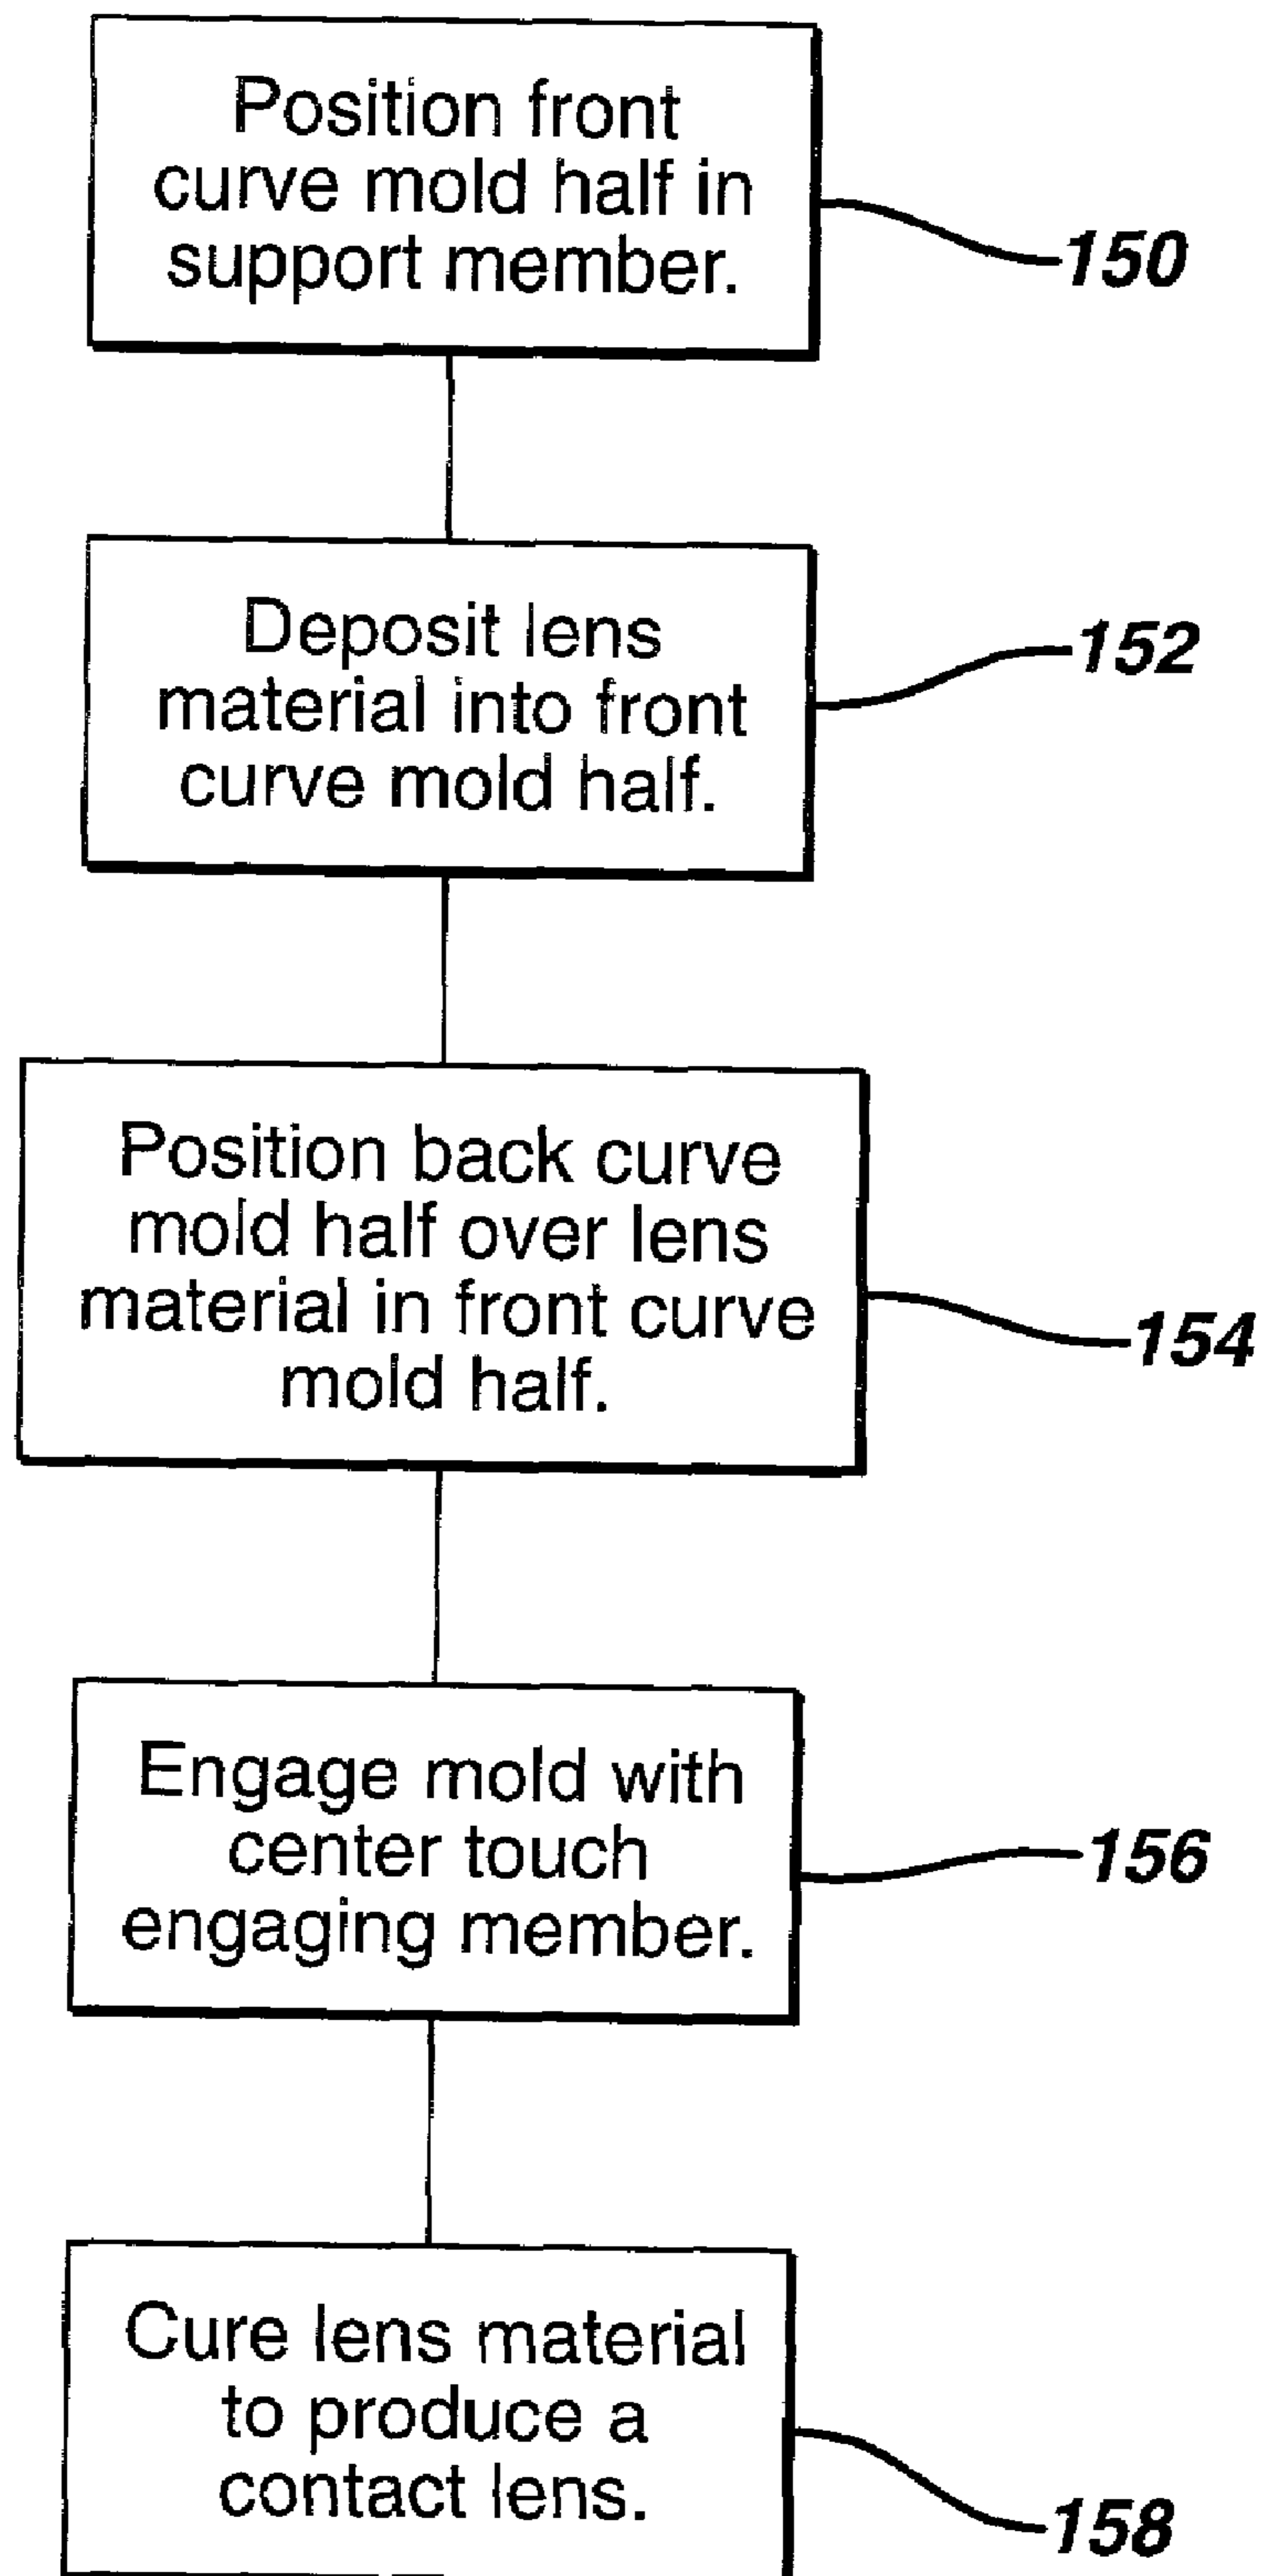 Position front
curve mold half in
support member.
150
Deposit lens
material into front
curve mold half.
152
Position back curve
mold half over lens
material in front curve
mold half.
154
Engage mold with
center touch
engaging member.
156
Cure lens material
to produce a
contact lens.
158